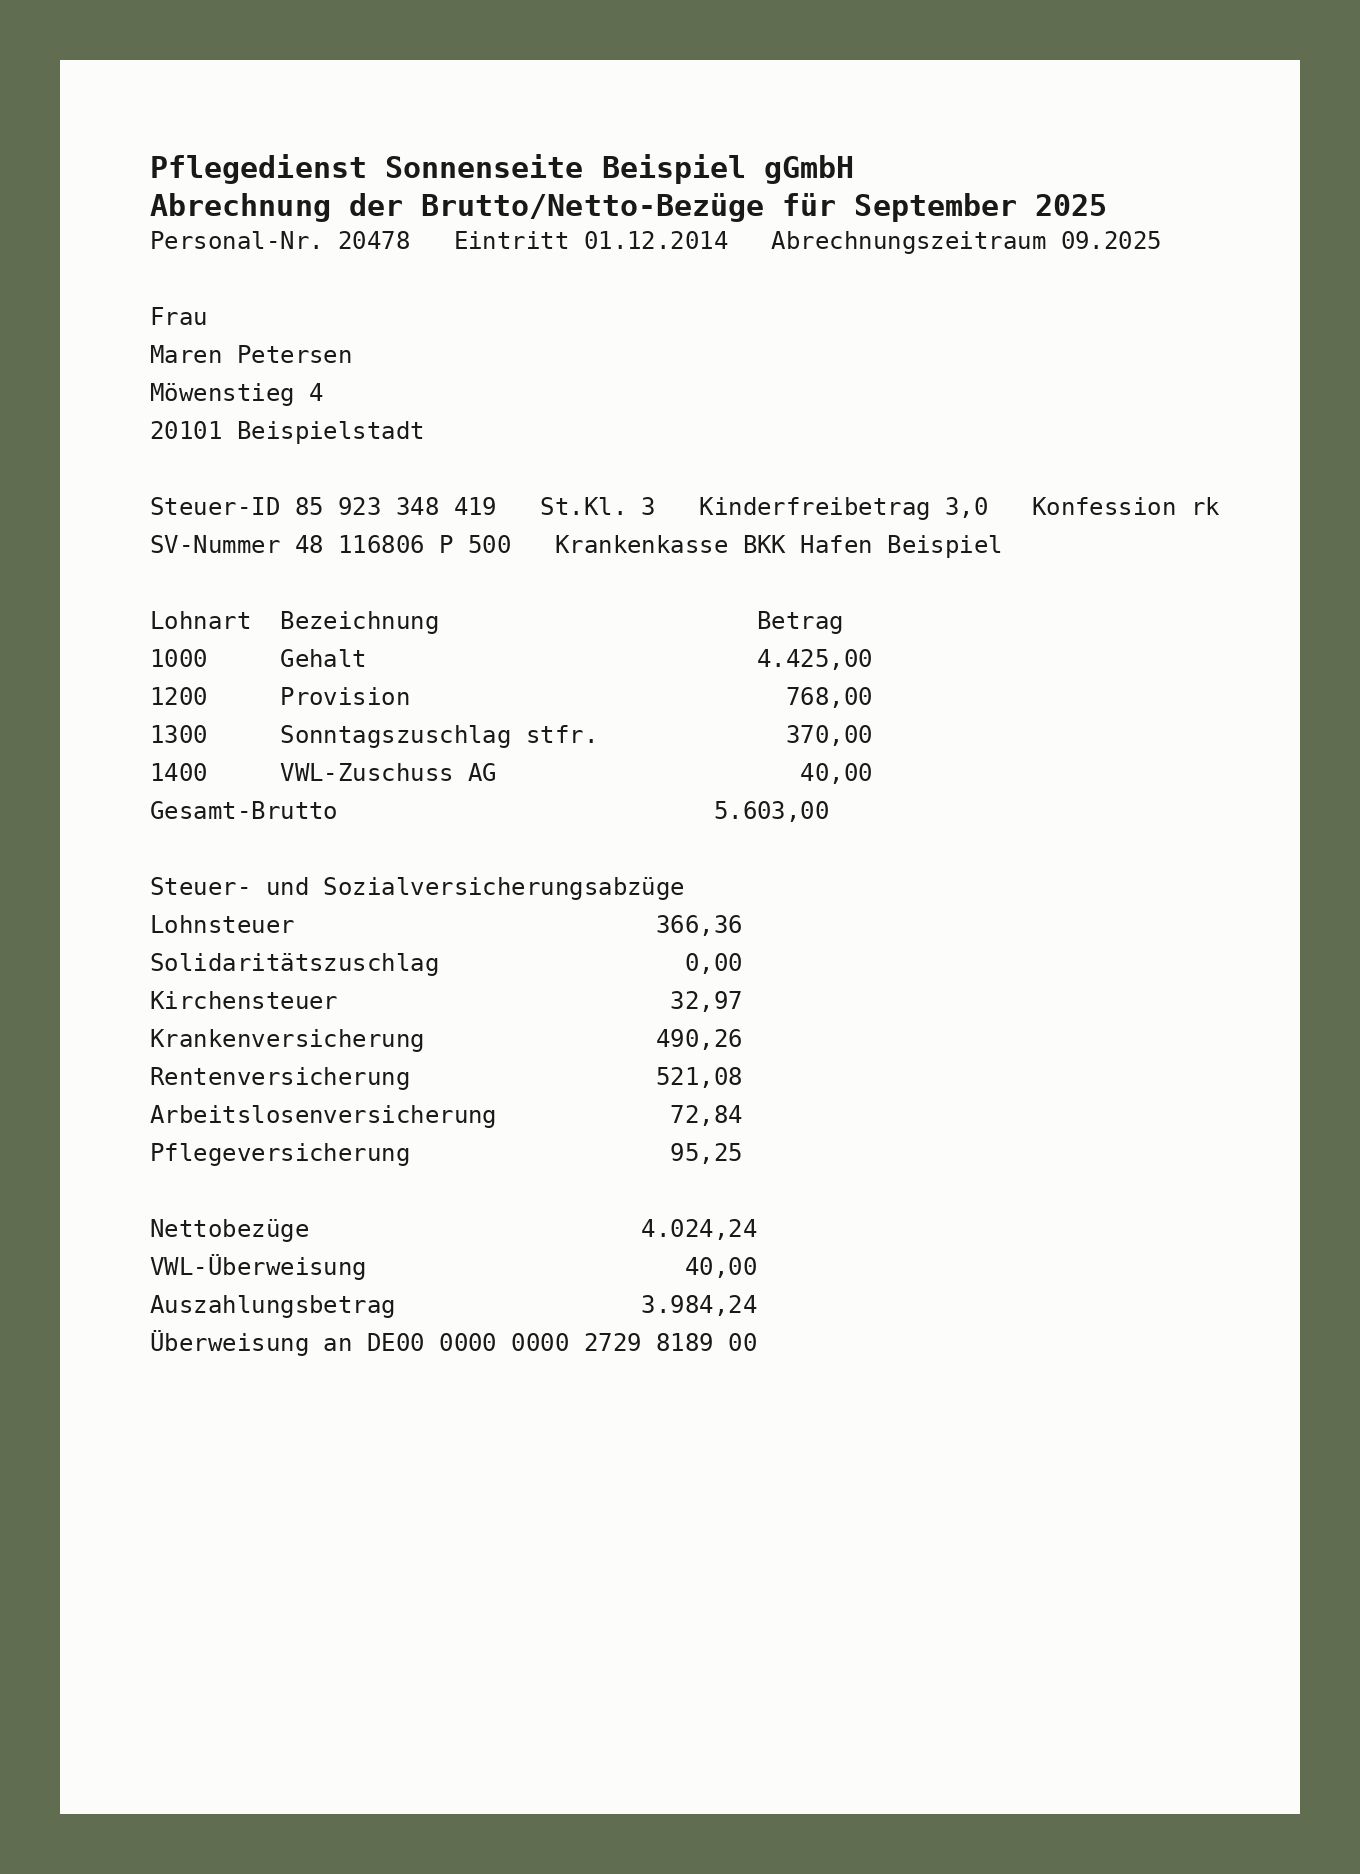 Pflegedienst Sonnenseite Beispiel gGmbH
Abrechnung der Brutto/Netto-Bezüge für September 2025
Personal-Nr. 20478   Eintritt 01.12.2014   Abrechnungszeitraum 09.2025
Frau
Maren Petersen
Möwenstieg 4
20101 Beispielstadt
Steuer-ID 85 923 348 419   St.Kl. 3   Kinderfreibetrag 3,0   Konfession rk
SV-Nummer 48 116806 P 500   Krankenkasse BKK Hafen Beispiel
Lohnart  Bezeichnung                      Betrag
1000     Gehalt                           4.425,00
1200     Provision                          768,00
1300     Sonntagszuschlag stfr.             370,00
1400     VWL-Zuschuss AG                     40,00
Gesamt-Brutto                          5.603,00
Steuer- und Sozialversicherungsabzüge
Lohnsteuer                         366,36
Solidaritätszuschlag                 0,00
Kirchensteuer                       32,97
Krankenversicherung                490,26
Rentenversicherung                 521,08
Arbeitslosenversicherung            72,84
Pflegeversicherung                  95,25
Nettobezüge                       4.024,24
VWL-Überweisung                      40,00
Auszahlungsbetrag                 3.984,24
Überweisung an DE00 0000 0000 2729 8189 00